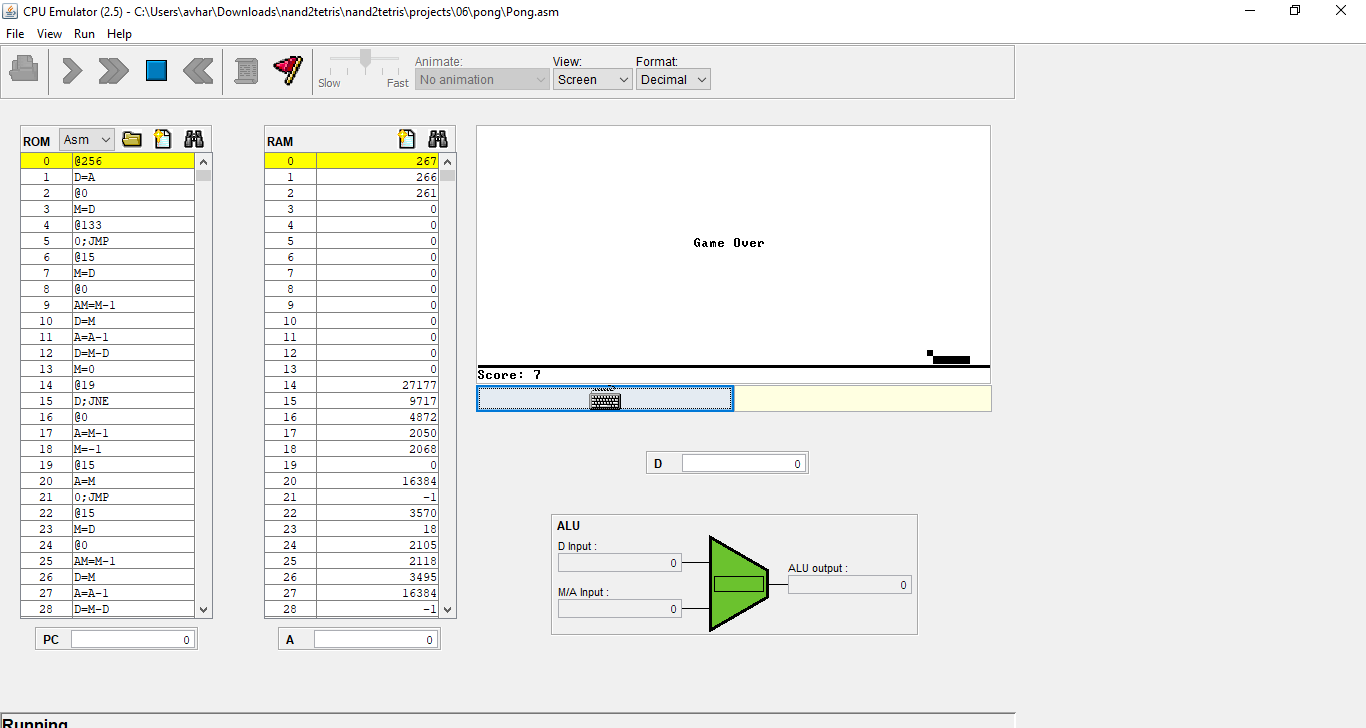 CPU Emulator (2.5) - C:\Users\avhar\Downloads\nand2tetris\nand2tetris\projects\06\pong\Pong.asm
File View Run Help
Slow Fast
Animate: View: Format:
No animation Screen Decimal
ROM Asm
0 @256
1 D=A
2 @0
3 M=D
4 @133
5 0;JMP
6 @15
7 M=D
8 @0
9 AM=M-1
10 D=M
11 A=A-1
12 D=M-D
13 M=0
14 @19
15 D;JNE
16 @0
17 A=M-1
18 M=-1
19 @15
20 A=M
21 0;JMP
22 @15
23 M=D
24 @0
25 AM=M-1
26 D=M
27 A=A-1
28 D=M-D
PC 0
RAM
0 267
1 266
2 261
3 0
4 0
5 0
6 0
7 0
8 0
9 0
10 0
11 0
12 0
13 0
14 27177
15 9717
16 4872
17 2050
18 2068
19 0
20 16384
21 -1
22 3570
23 18
24 2105
25 2118
26 3495
27 16384
28 -1
A 0
Game Over
Score: 7
D 0
ALU
D Input :
0
M/A Input :
0
ALU output :
0
Running